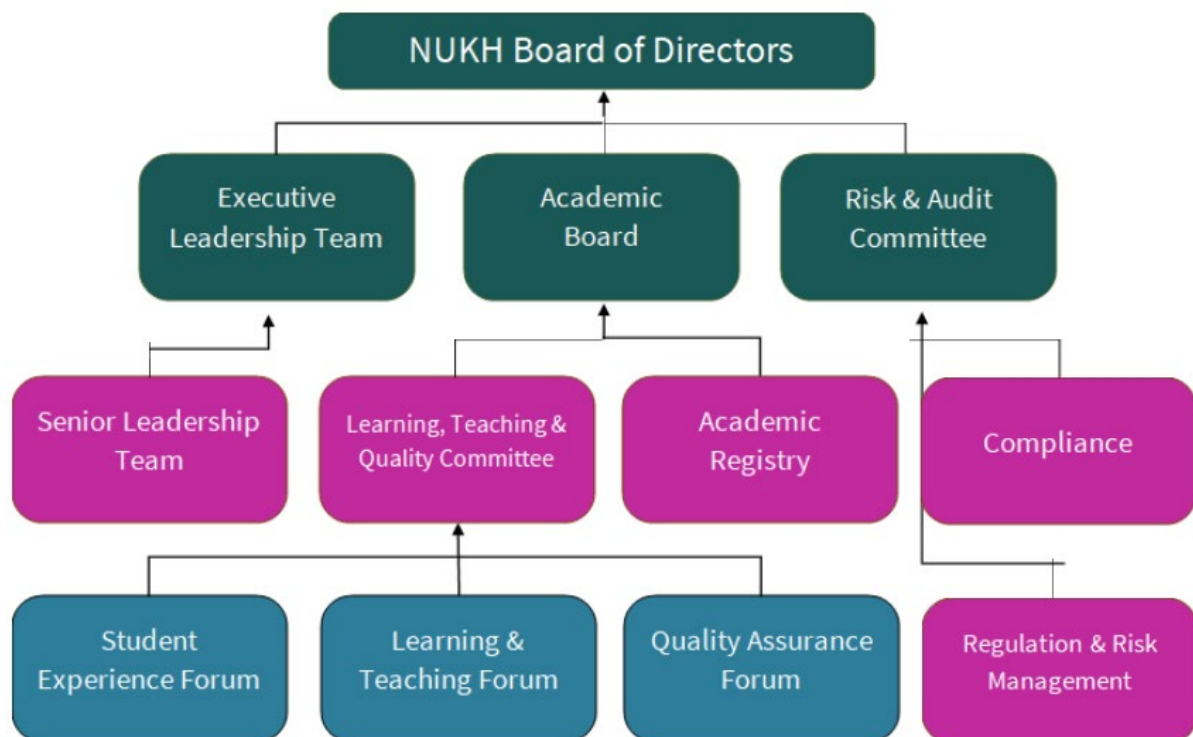 NUKH Board of Directors
Executive
Leadership Team
Academic
Board
Risk & Audit
Committee
Senior Leadership
Team
Learning, Teaching &
Quality Committee
Academic
Registry
Compliance
Student
Experience Forum
Learning &
Teaching Forum
Quality Assurance
Forum
Regulation & Risk
Management